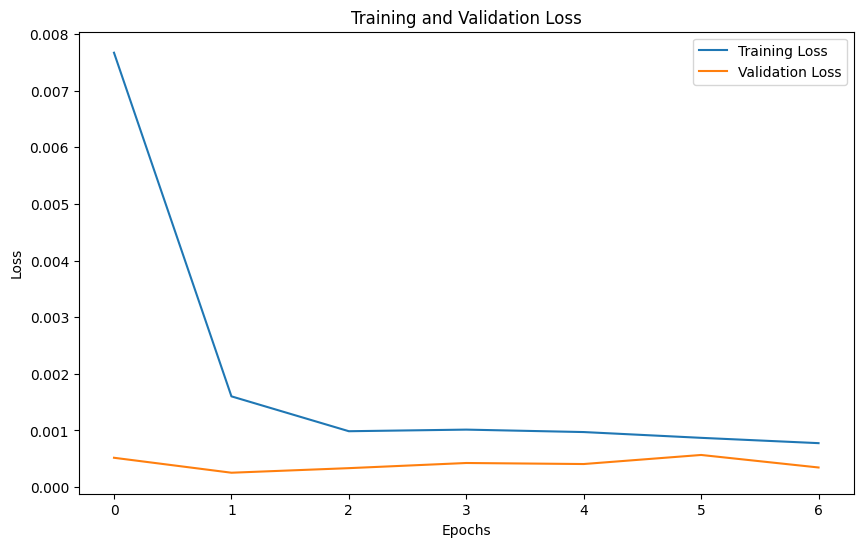 Training and Validation Loss
Training Loss
Validation Loss
0.008
0.007
0.006
0.005
0.004
0.003
0.002
0.001
0.000
Loss
0 1 2 3 4 5 6
Epochs